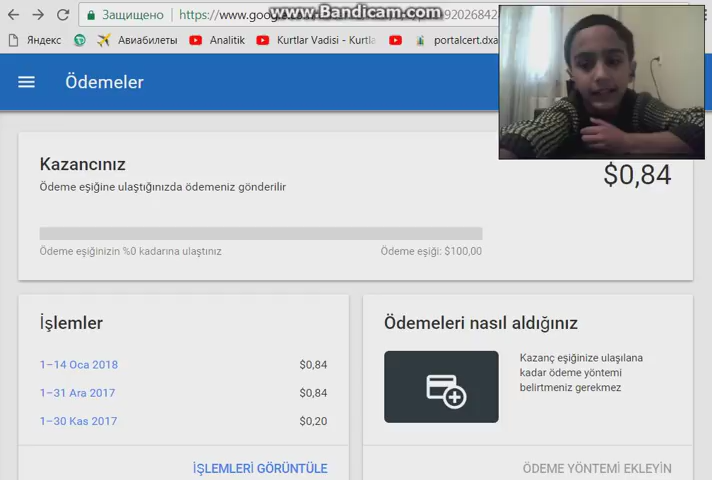 Защищено https://www.goog
www.Bandicam.com
92026842
Яндекс Авиабилеты Analitik Kurtlar Vadisi - Kurtla portalcert.dxa
Ödemeler
Kazancınız
Ödeme eşiğine ulaştığınızda ödemeniz gönderilir
$0,84
Ödeme eşiğinizin %0 kadarına ulaştınız Ödeme eşiği: $100,00
İşlemler
1–14 Oca 2018 $0,84
1–31 Ara 2017 $0,84
1–30 Kas 2017 $0,20
İŞLEMLERİ GÖRÜNTÜLE
Ödemeleri nasıl aldığınız
Kazanç eşiğinize ulaşılana
kadar ödeme yöntemi
belirtmeniz gerekmez
ÖDEME YÖNTEMİ EKLEYİN